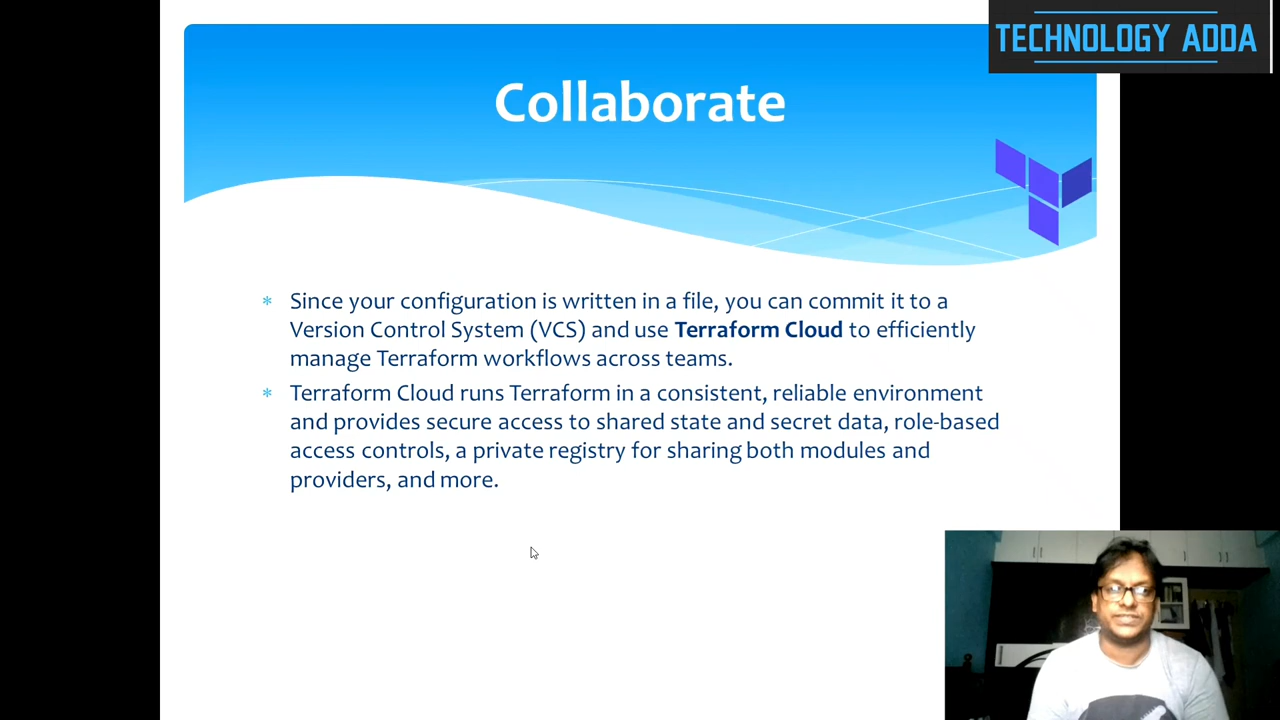 TECHNOLOGY ADDA
Collaborate
* Since your configuration is written in a file, you can commit it to a
Version Control System (VCS) and use Terraform Cloud to efficiently
manage Terraform workflows across teams.
* Terraform Cloud runs Terraform in a consistent, reliable environment
and provides secure access to shared state and secret data, role-based
access controls, a private registry for sharing both modules and
providers, and more.